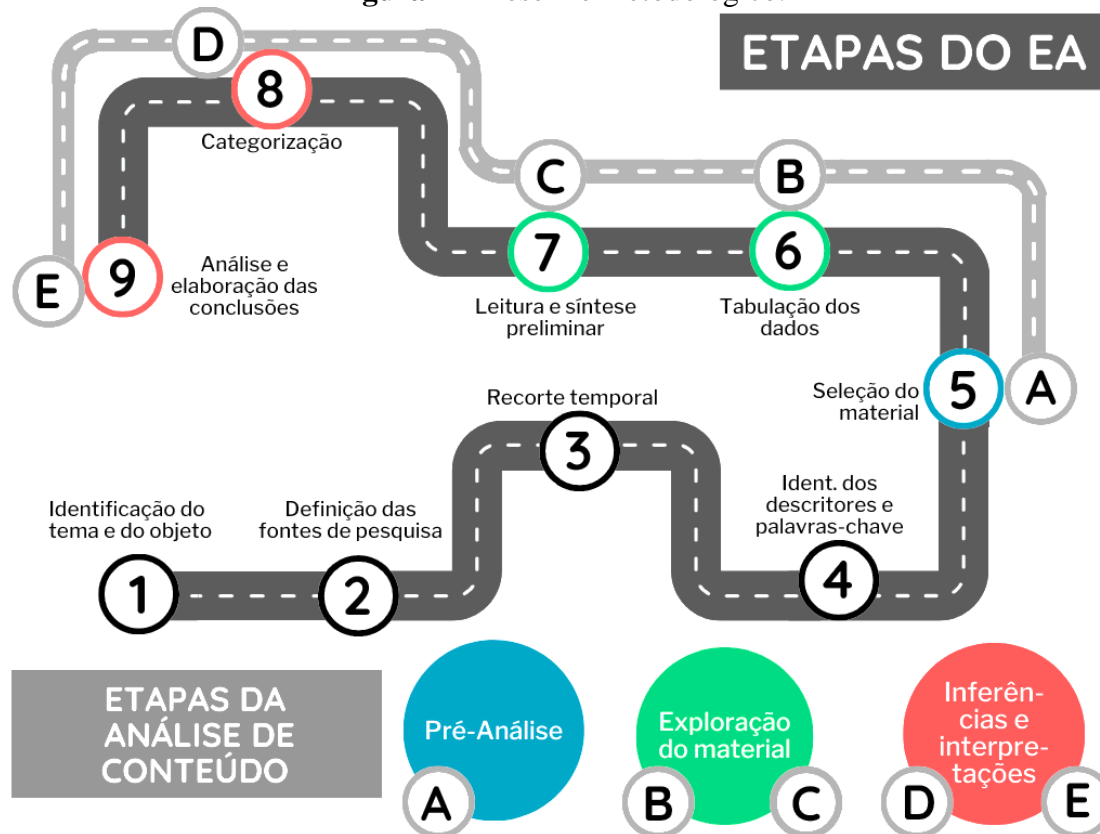 ETAPAS DO EA
D
8
Categorização
C
B
7
6
Leitura e síntese
preliminar
Tabulação dos
dados
E
9
Análise e
elaboração das
conclusões
Seleção do
material
5
A
Recorte temporal
3
Identificação do
tema e do objeto
Definição das
fontes de pesquisa
Ident. dos
descritores e
palavras-chave
1
2
4
ETAPAS DA
ANÁLISE DE
CONTEÚDO
Pré-Análise
A
Exploração
do material
B
C
Inferên-
cias e
interpre-
tações
D
E